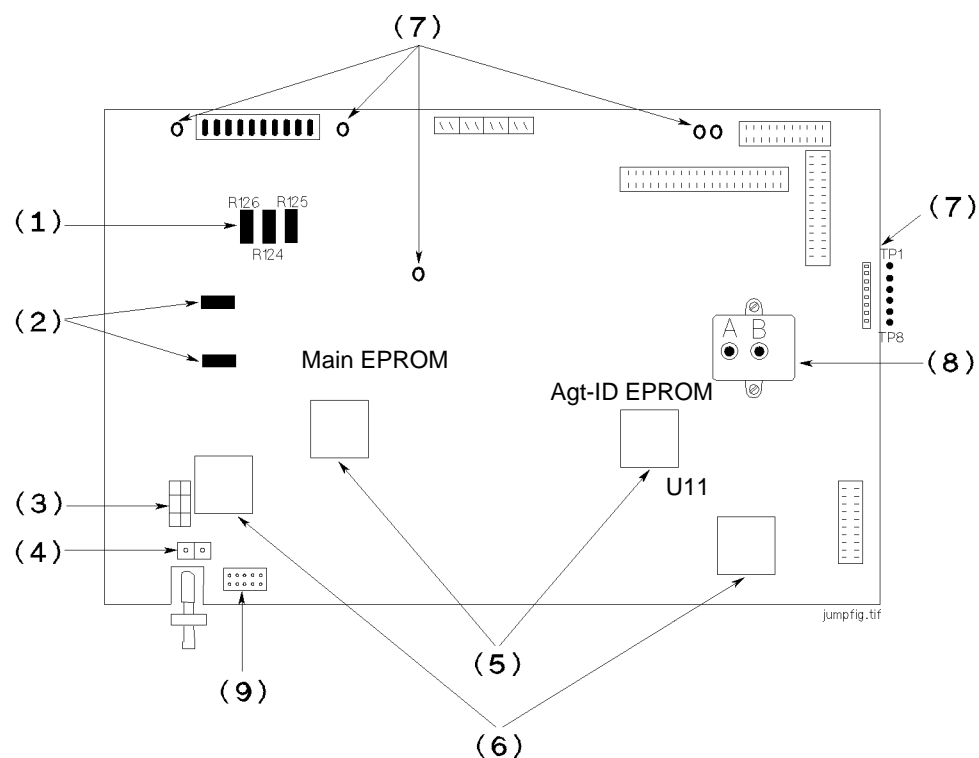 (7)
R126 R125
(1)
R124
(7)
TP1
(2)
TP8
A B
(8)
Main EPROM
Agt-ID EPROM
U11
(3)
(4)
jumpfig.tif
(5)
(9)
(6)